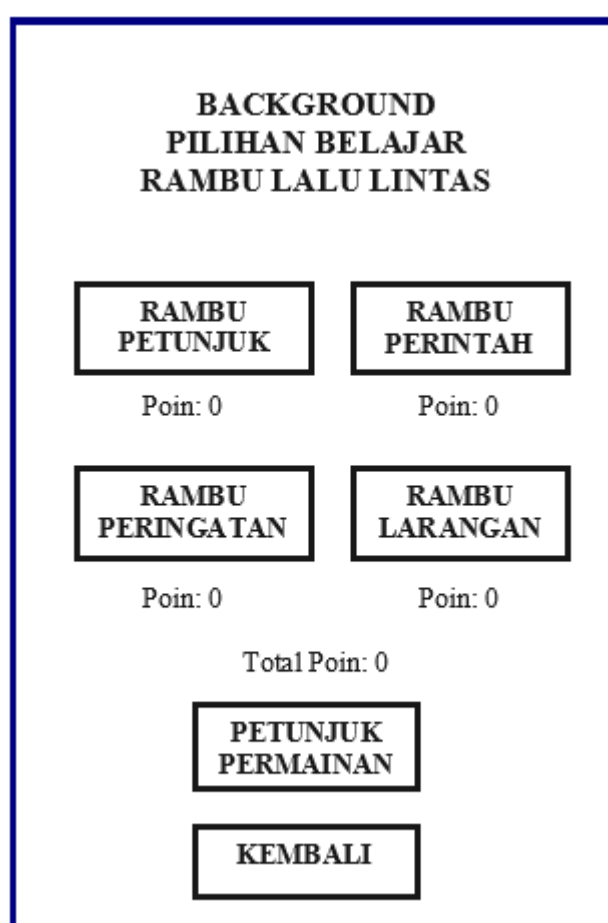 BACKGROUND
PILIHAN BELAJAR
RAMBU LALU LINTAS
RAMBU
PETUNJUK
RAMBU
PERINTAH
Poin: 0
Poin: 0
RAMBU
PERINGATAN
RAMBU
LARANGAN
Poin: 0
Poin: 0
Total Poin: 0
PETUNJUK
PERMAINAN
KEMBALI